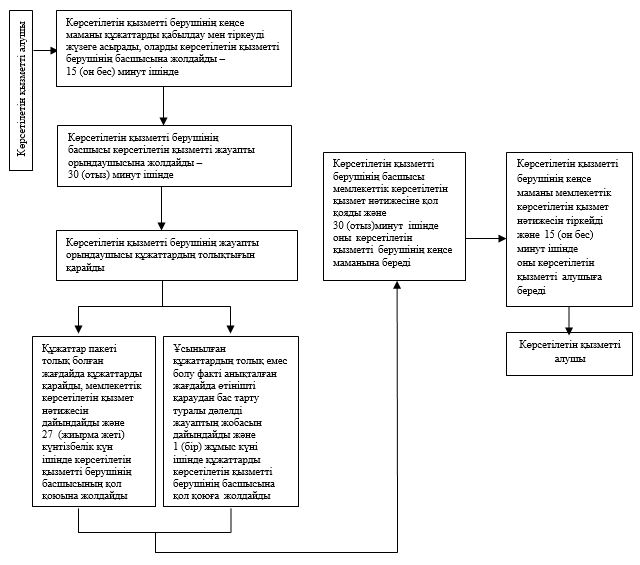 Көрсетілетін қызметті алушы
Көрсетілетін қызметті берушінің кеңсе
маманы құжаттарды қабылдау мен тіркеуді
жүзеге асырады, оларды көрсетілетін қызметті
берушінің басшысына жолдайды –
15 (он бес) минут ішінде
Көрсетілетін қызметті берушінің
басшысы көрсетілетін қызметті жауапты
орындаушысына жолдайды –
30 (отыз) минут ішінде
Көрсетілетін қызметті берушінің жауапты
орындаушысы құжаттардың толықтығын
қарайды
Құжаттар пакеті
толық болған
жағдайда құжаттарды
қарайды, мемлекеттік
көрсетілетін қызмет
нәтижесін
дайындайды және
27 (жиырма жеті)
күнтізбелік күн
ішінде көрсетілетін
қызметті берушінің
басшысының қол
қоюына жолдайды
Ұсынылған
құжаттардың толық емес
болу фактi анықталған
жағдайда өтінішті
қараудан бас тарту
туралы дәлелді
жауаптың жобасын
дайындайды және
1 (бір) жұмыс күні
ішінде құжаттарды
көрсетілетін қызметті
берушінің басшысына
қол қоюға жолдайды
Көрсетілетін қызметті
берушінің басшысы
мемлекеттік көрсетілетін
қызмет нәтижесіне қол
қояды және
30 (отыз)минут ішінде
оны көрсетілетін
қызметті берушінің кеңсе
маманына береді
Көрсетілетін қызметті
берушінің кеңсе
маманы мемлекеттік
көрсетілетін қызмет
нәтижесін тіркейді
және 15 (он бес)
минут ішінде
оны көрсетілетін
қызметті алушыға
береді
Көрсетілетін қызметті
алушы